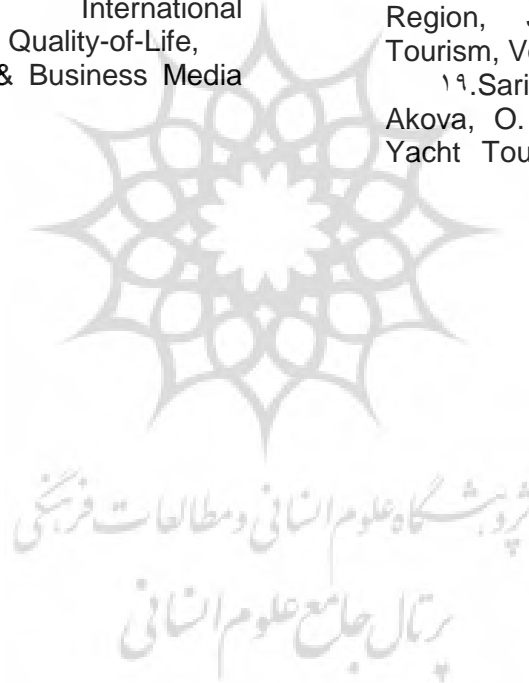 International
Quality-of-Life,
& Business Media
Region,
Tourism, V
۱۹.Sari
Akova, O.
Yacht Tou
پژوهشگاه علوم انسانی و مطالعات فرهنگی
پرتال جامع علوم انسانی